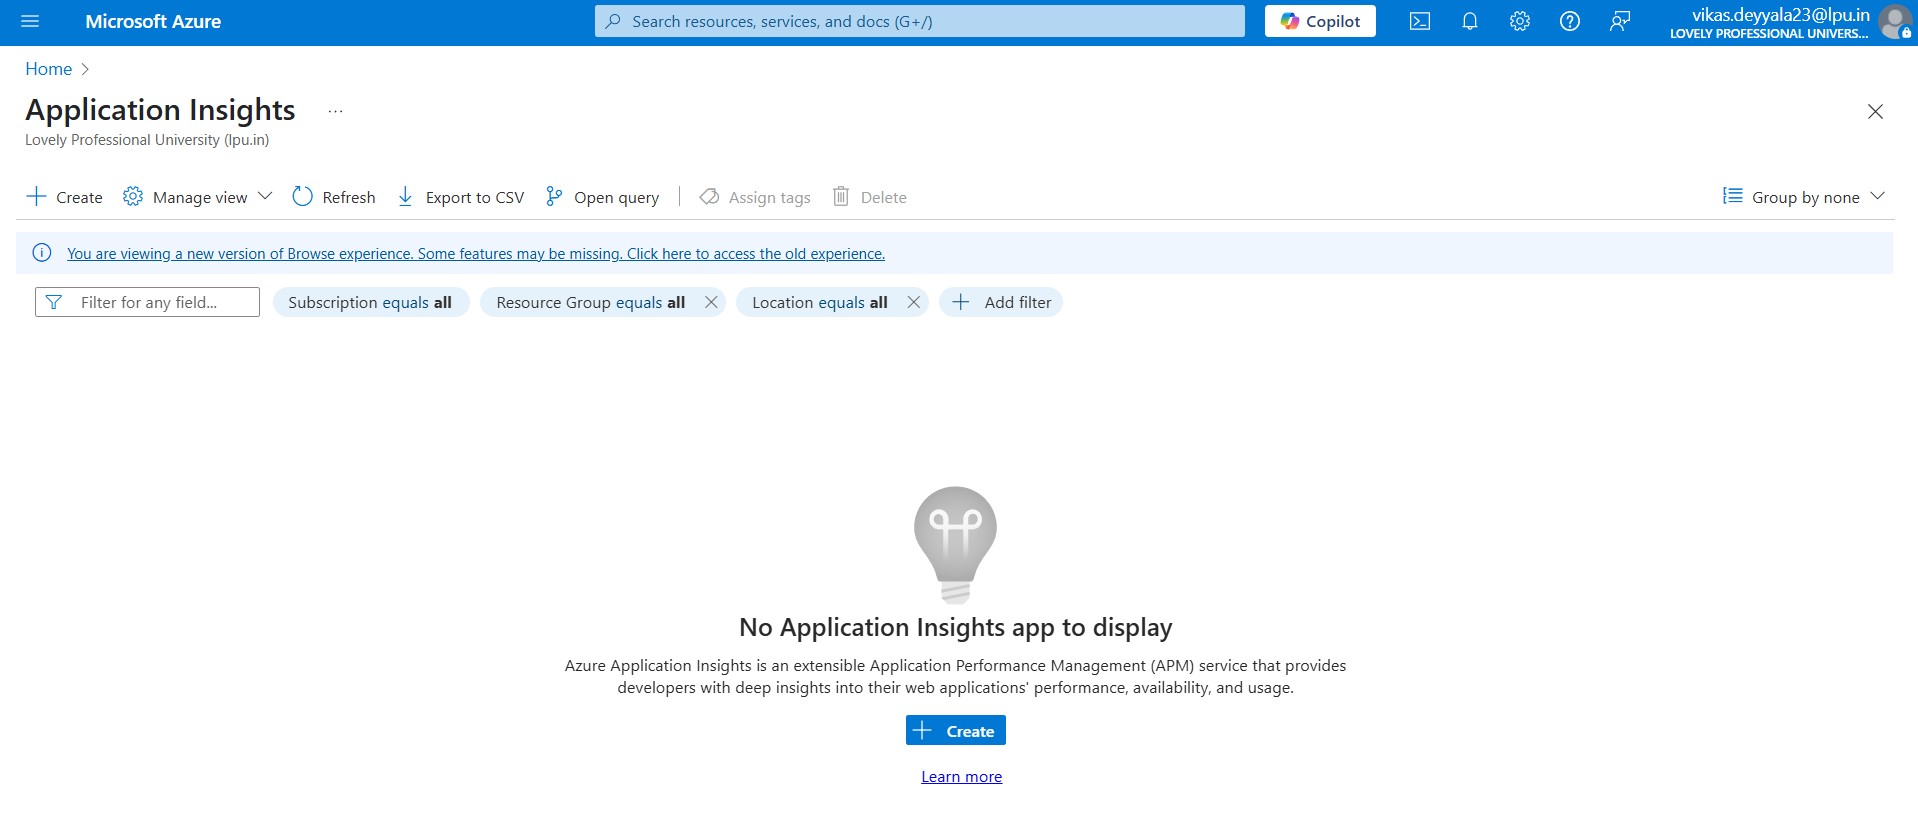 Microsoft Azure
Search resources, services, and docs (G+/)
Copilot
vikas.deyyala23@lpu.in
LOVELY PROFESSIONAL UNIVERS...
Home
Application Insights ...
Lovely Professional University (lpu.in)
Create
Manage view
Refresh
Export to CSV
Open query
Assign tags
Delete
Group by none
You are viewing a new version of Browse experience. Some features may be missing. Click here to access the old experience.
Filter for any field...
Subscription equals all
Resource Group equals all
Location equals all
Add filter
No Application Insights app to display
Azure Application Insights is an extensible Application Performance Management (APM) service that provides
developers with deep insights into their web applications' performance, availability, and usage.
Create
Learn more